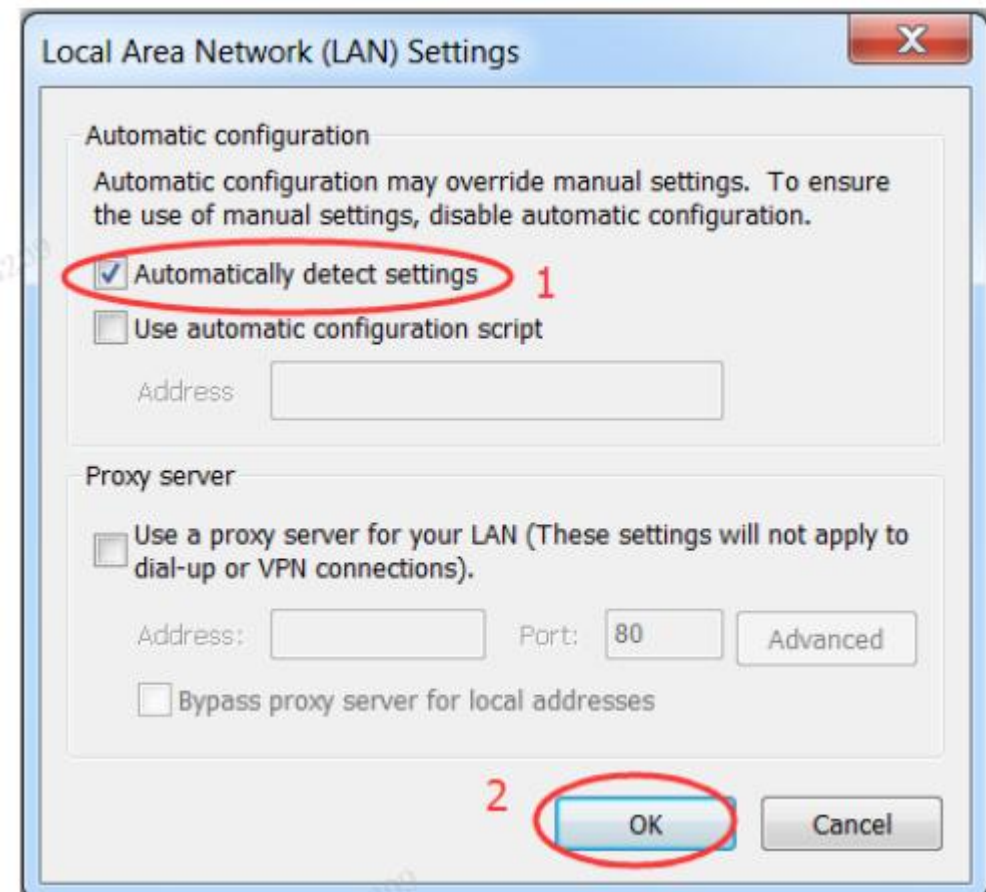 Local Area Network (LAN) Settings
X
Automatic configuration
Automatic configuration may override manual settings. To ensure
the use of manual settings, disable automatic configuration.
Automatically detect settings 1
Use automatic configuration script
Address
Proxy server
Use a proxy server for your LAN (These settings will not apply to
dial-up or VPN connections).
Address: Port: 80 Advanced
Bypass proxy server for local addresses
2 OK Cancel